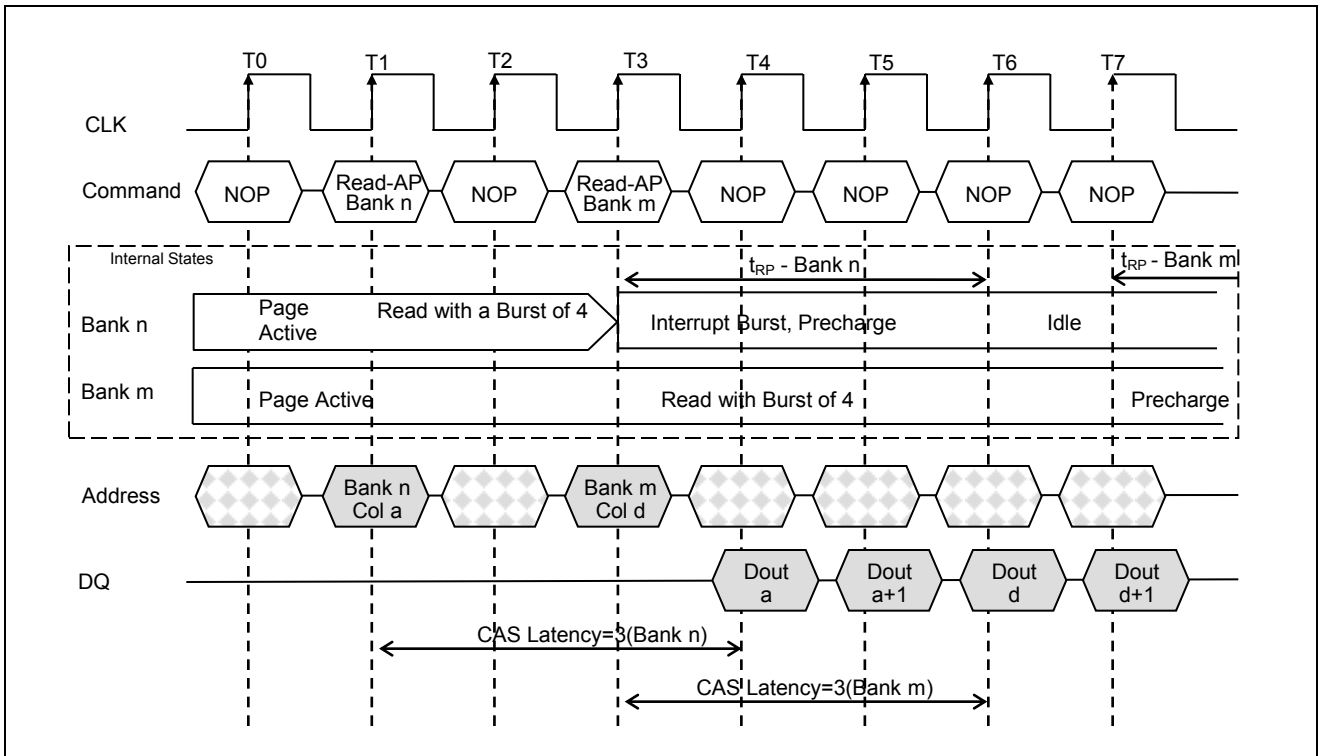 T0 T1 T2 T3 T4 T5 T6 T7
CLK
Command NOP Read-AP Bank n NOP Read-AP Bank m NOP NOP NOP NOP
Internal States
tRP - Bank n tRP - Bank m
Bank n Page Active Read with a Burst of 4 Interrupt Burst, Precharge Idle
Bank m Page Active Read with Burst of 4 Precharge
Address Bank n Col a Bank m Col d
DQ Dout a Dout a+1 Dout d Dout d+1
CAS Latency=3(Bank n)
CAS Latency=3(Bank m)